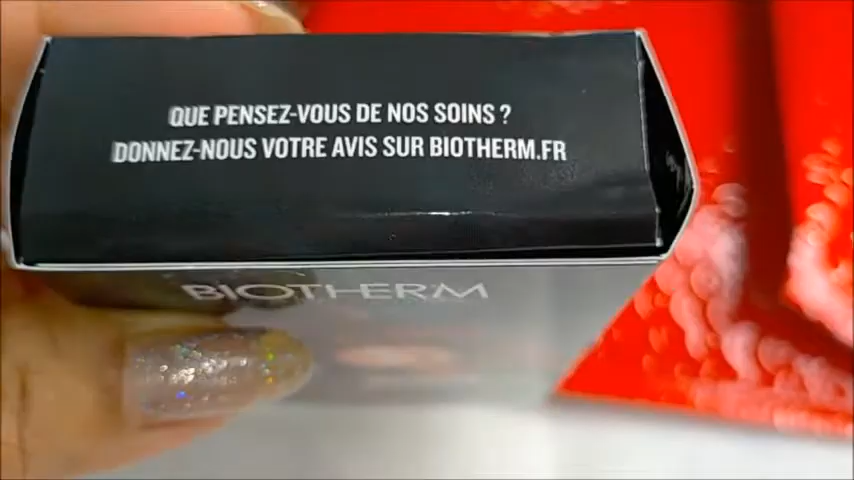 QUE PENSEZ-VOUS DE NOS SOINS ?
DONNEZ-NOUS VOTRE AVIS SUR BIOTHERM.FR
BIOTHERM